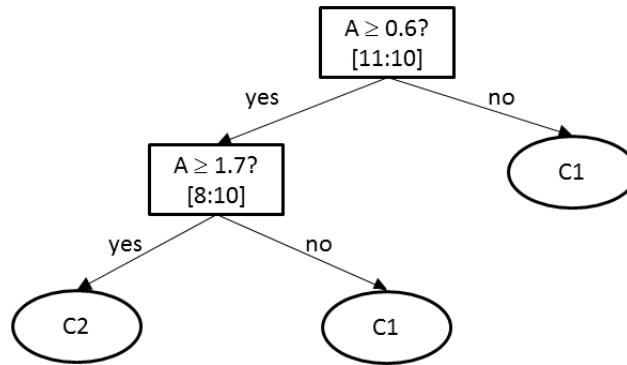 A ≥ 0.6?
[11:10]
yes
no
A ≥ 1.7?
[8:10]
C1
yes
no
C2
C1